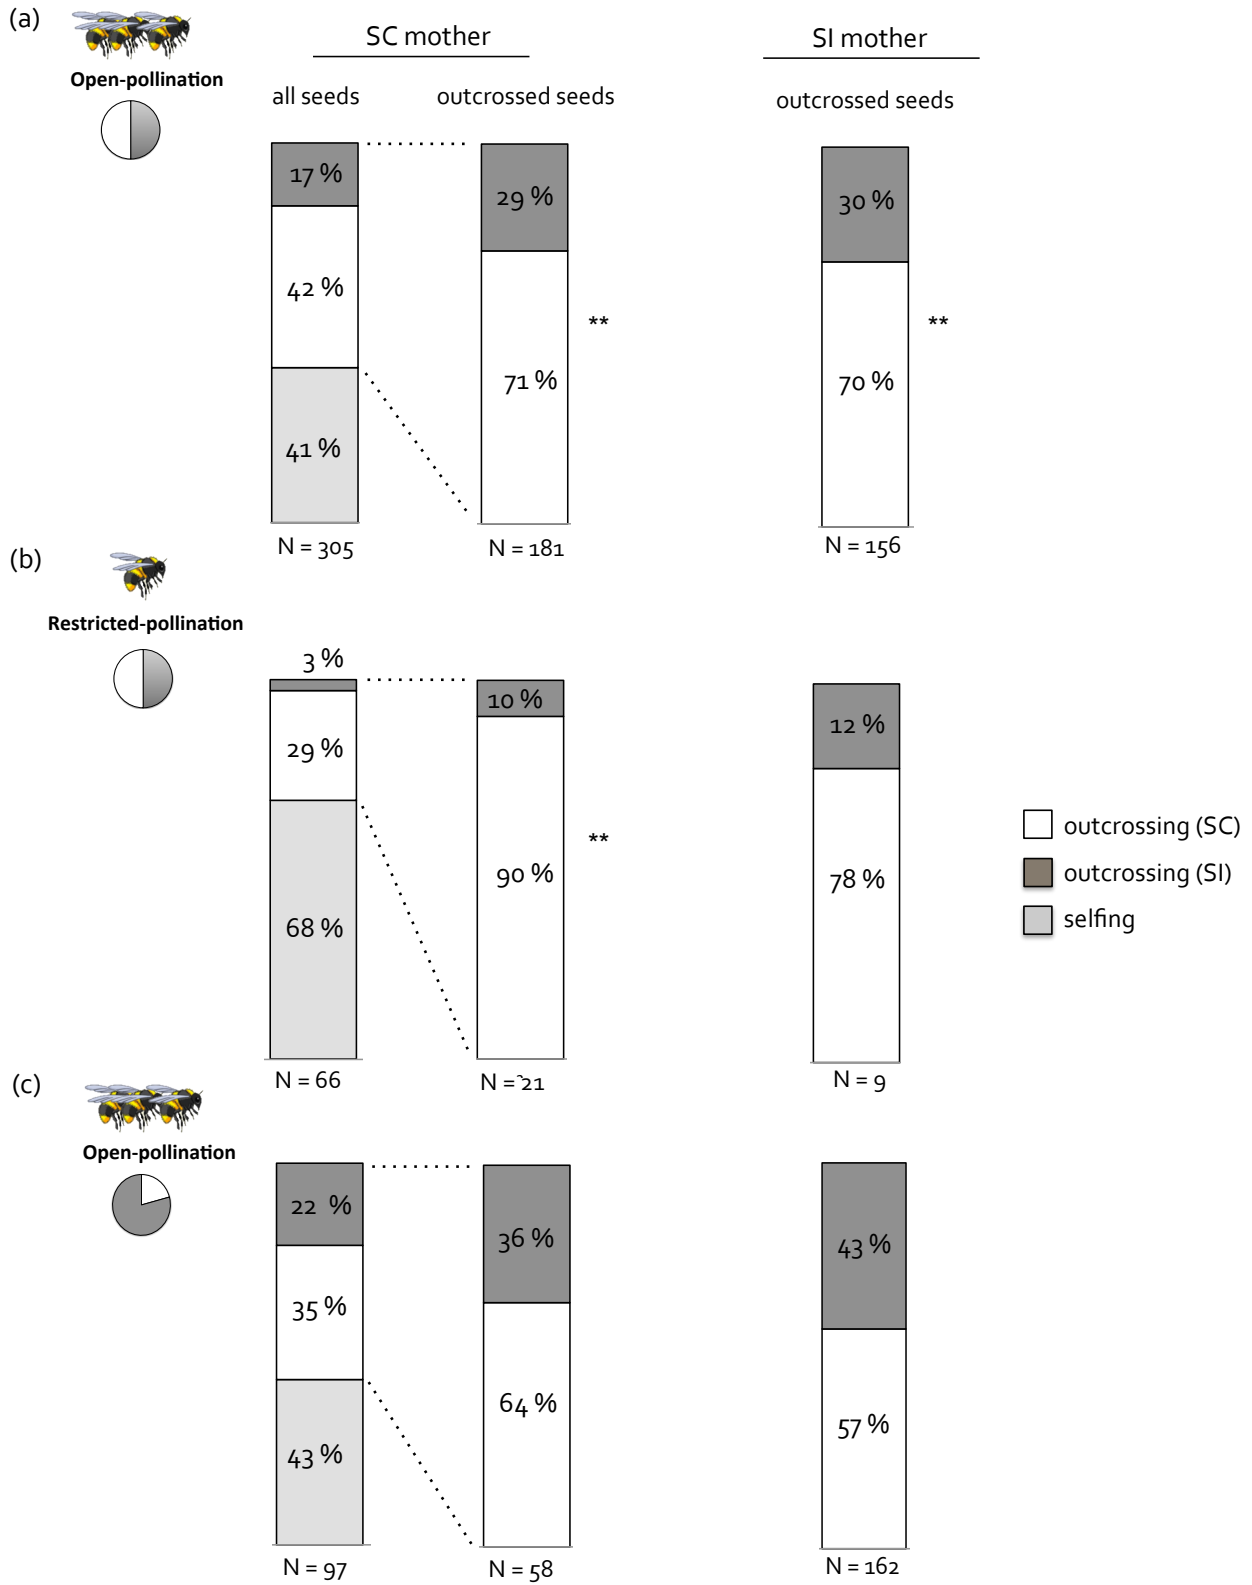 (a)
SC mother
SI mother
Open-pollination
all seeds
outcrossed seeds
outcrossed seeds
17 %
29 %
30 %
42 %
**
**
71 %
70 %
41 %
N = 305
N = 181
N = 156
(b)
Restricted-pollination
3 %
10 %
12 %
29 %
outcrossing (SC)
**
90 %
78 %
outcrossing (SI)
68 %
selfing
N = 66
N = 21
N = 9
(c)
Open-pollination
22 %
36 %
43 %
35 %
64 %
57 %
43 %
N = 97
N = 58
N = 162